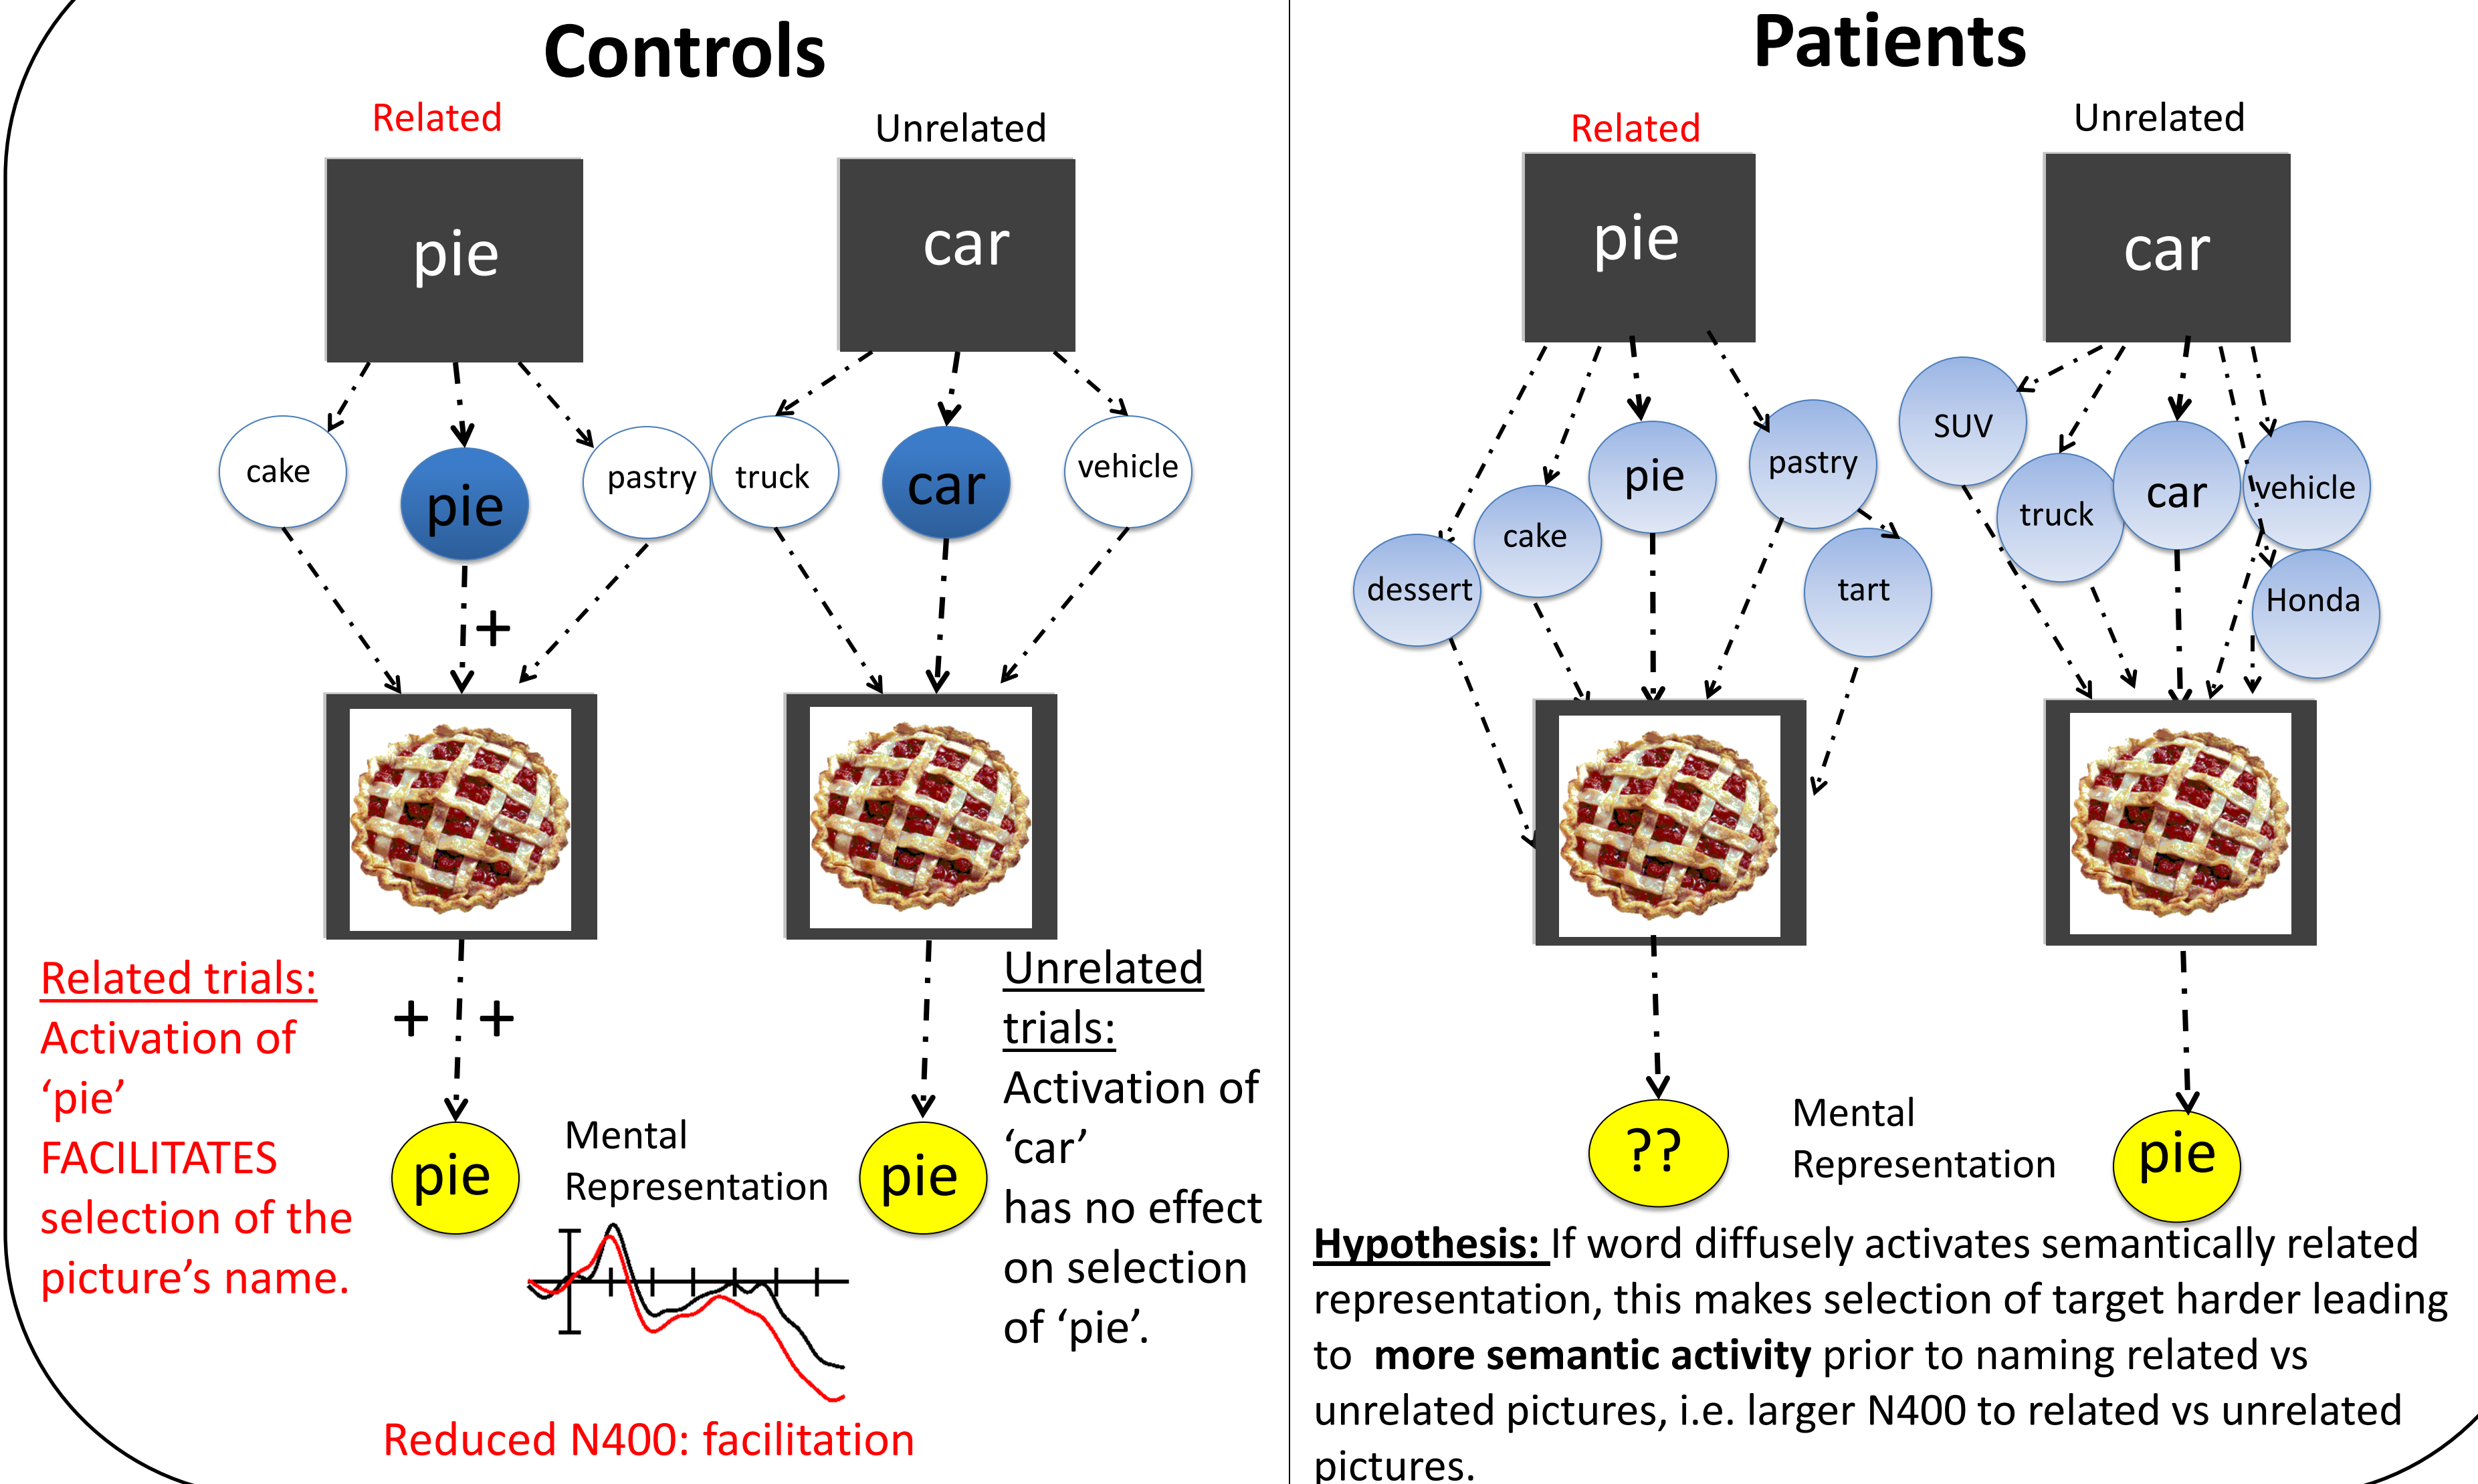 Controls
Related
Unrelated
pie
car
cake
pie
pastry
truck
car
vehicle
+
Related trials:
Activation of
‘pie’
FACILITATES
selection of the
picture’s name.
+ +
pie
Mental
Representation
pie
Unrelated
trials:
Activation of
‘car’
has no effect
on selection
of ‘pie’.
Reduced N400: facilitation
Patients
Related
Unrelated
pie
car
dessert
cake
pie
pastry
tart
SUV
truck
car
vehicle
Honda
??
Mental
Representation
pie
Hypothesis: If word diffusely activates semantically related
representation, this makes selection of target harder leading
to more semantic activity prior to naming related vs
unrelated pictures, i.e. larger N400 to related vs unrelated
pictures.